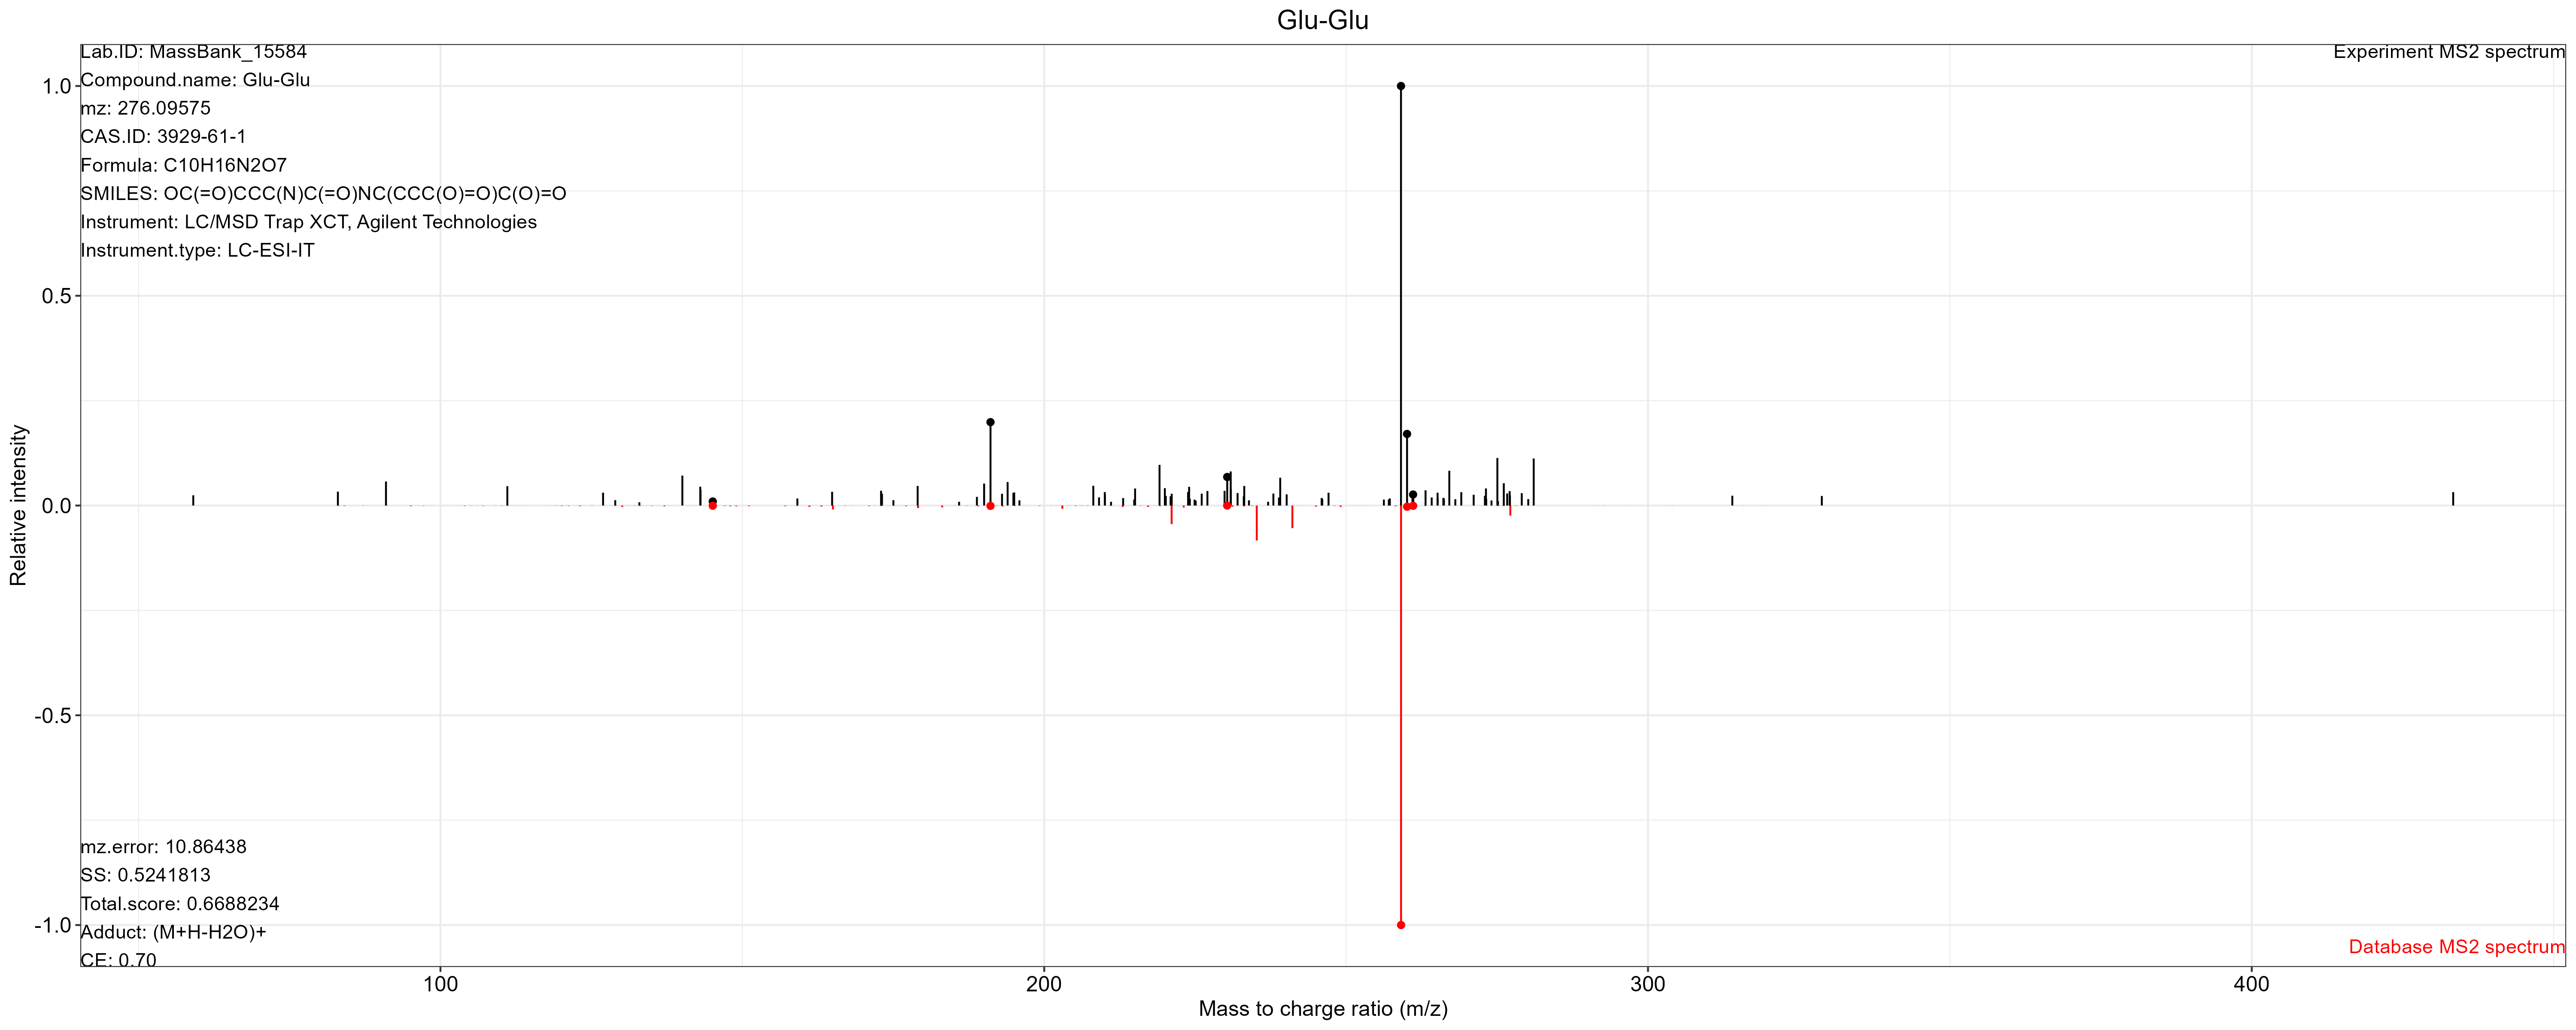 Glu-Glu
Lab.ID: MassBank_15584
Experiment MS2 spectrum
Compound.name: Glu-Glu
mz: 276.09575
CAS.ID: 3929-61-1
Formula: C10H16N2O7
SMILES: OC(=O)CCC(N)C(=O)NC(CCC(O)=O)C(O)=O
Instrument: LC/MSD Trap XCT, Agilent Technologies
Instrument.type: LC-ESI-IT
1.0
0.5
0.0
-0.5
-1.0
Relative intensity
mz.error: 10.86438
SS: 0.5241813
Total.score: 0.6688234
Adduct: (M+H-H2O)+
CE: 0.70
Database MS2 spectrum
100
200
300
400
Mass to charge ratio (m/z)